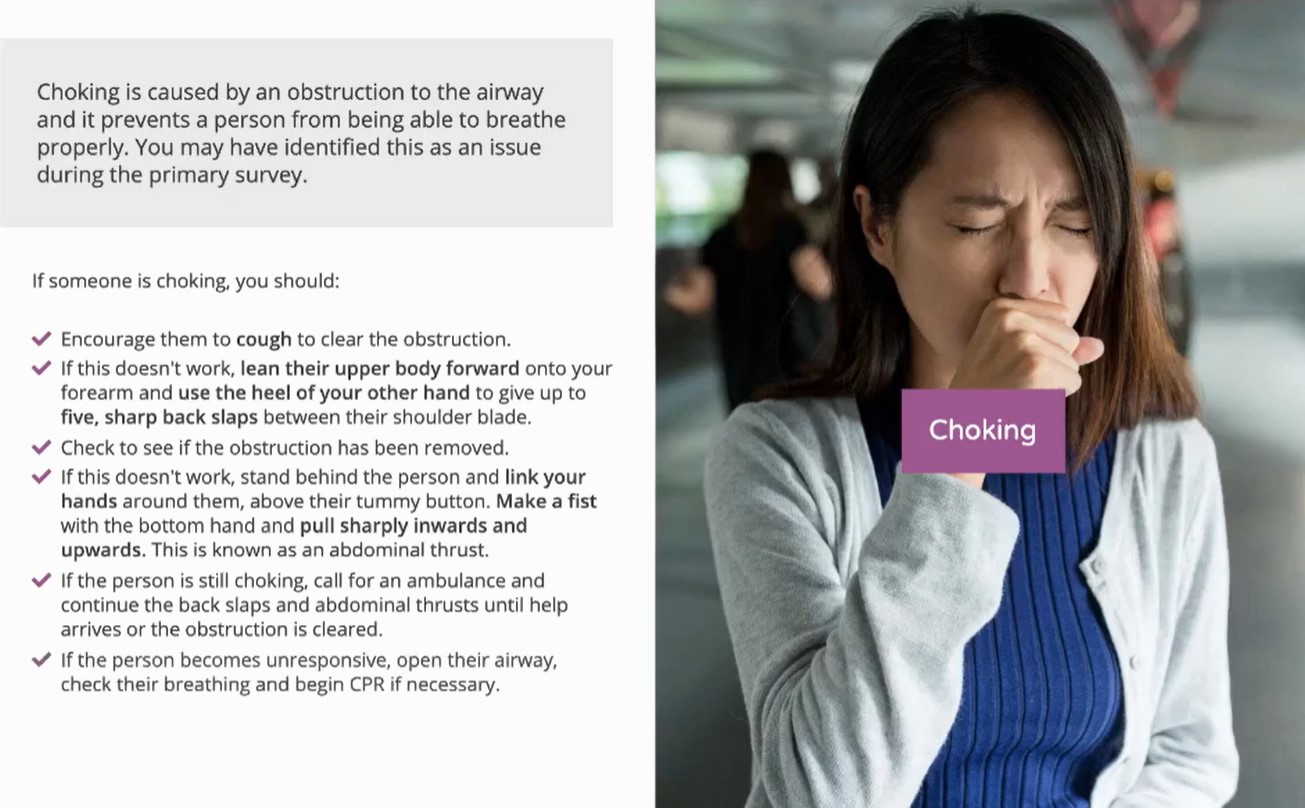 Choking is caused by an obstruction to the airway
and it prevents a person from being able to breathe
properly. You may have identified this as an issue
during the primary survey.
If someone is choking, you should:
Encourage them to cough to clear the obstruction.
If this doesn't work, lean their upper body forward onto your
forearm and use the heel of your other hand to give up to
five, sharp back slaps between their shoulder blade.
Check to see if the obstruction has been removed.
If this doesn't work, stand behind the person and link your
hands around them, above their tummy button. Make a fist
with the bottom hand and pull sharply inwards and
upwards. This is known as an abdominal thrust.
If the person is still choking, call for an ambulance and
continue the back slaps and abdominal thrusts until help
arrives or the obstruction is cleared.
If the person becomes unresponsive, open their airway,
check their breathing and begin CPR if necessary.
Choking